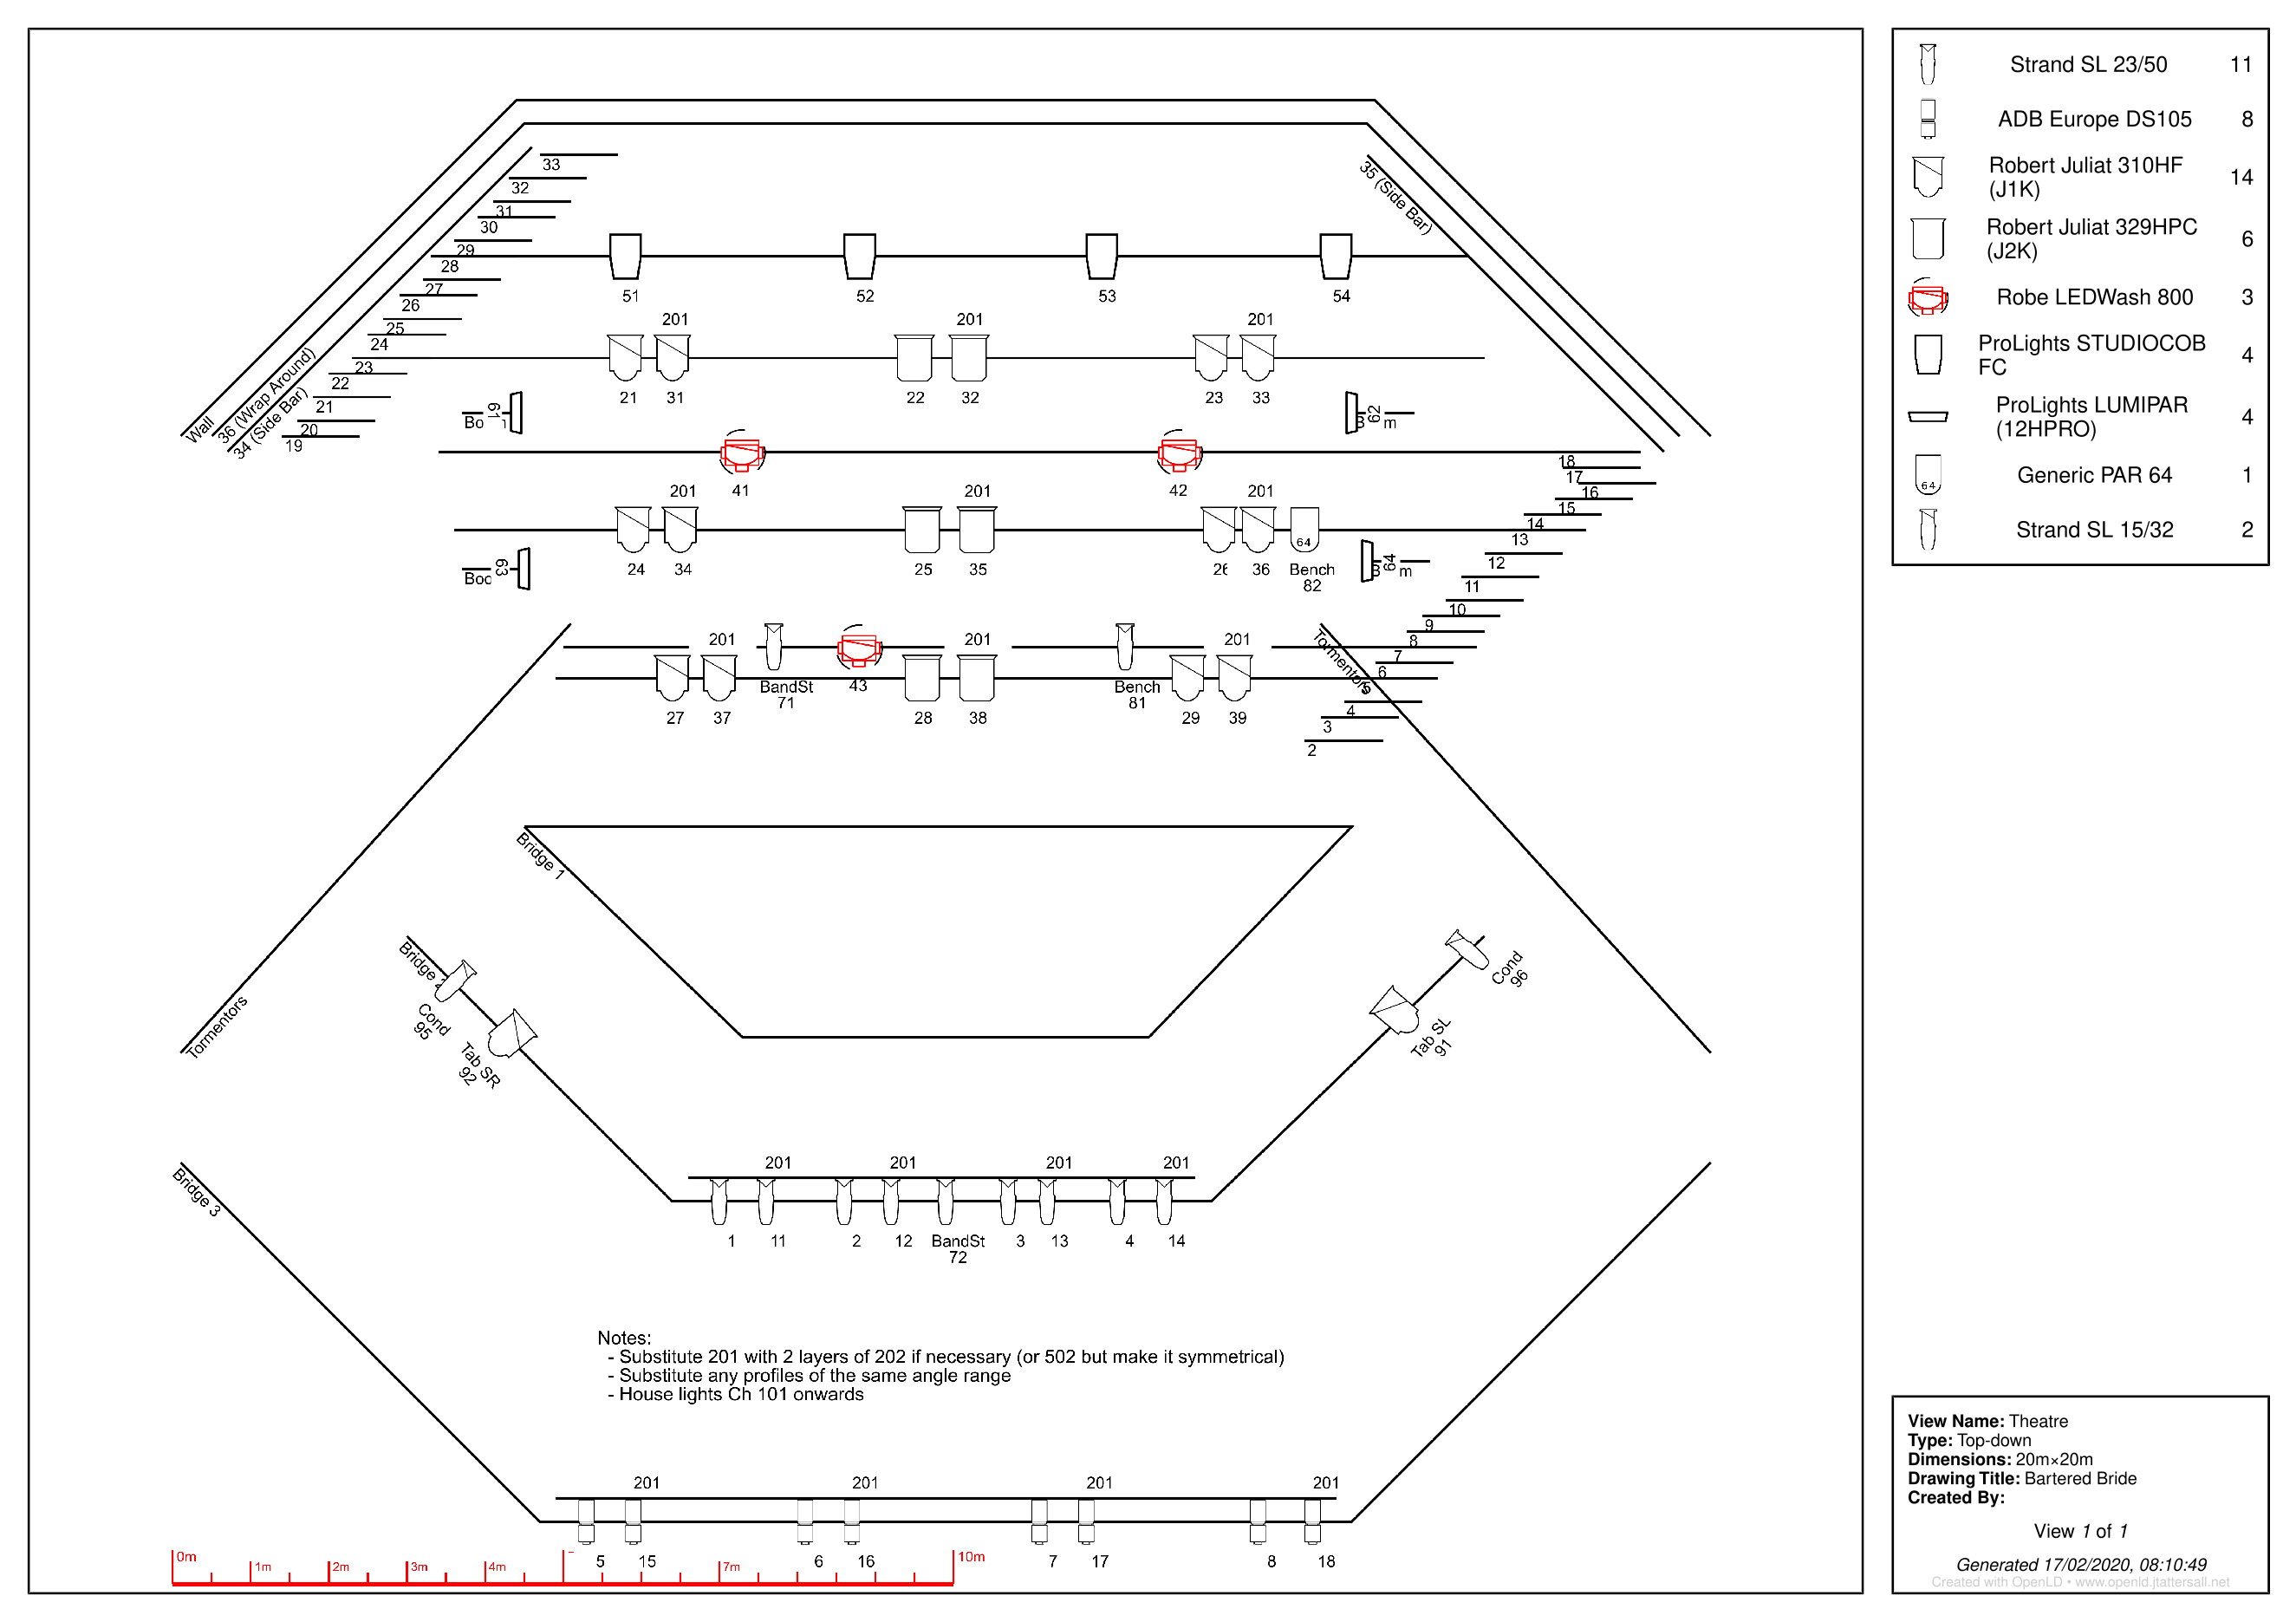 33
32
31
30
29
28
27
26
25
24
23
22
21
20
19
Wall
36 (Wrap Around)
34 (Side Bar)
35 (Side Bar)
51 52 53 54
201 201 201
21 31 22 32 23 33
61
62
41 42
201 201 201
24 34 25 35 26 36 Bench
82
63
64
64
18
17
16
15
14
13
12
11
10
9
8
7
6
4
3
2
Tormentors
201 201 201
BandSt
71
43
Bench
81
27 37 28 38 29 39
Bridge 1
Bridge 2
Cond
95
Tab SR
92
Cond
96
Tab SL
91
Tormentors
Bridge 3
201 201 201 201
1 11 2 12 BandSt 3 13 4 14
72
Notes:
- Substitute 201 with 2 layers of 202 if necessary (or 502 but make it symmetrical)
- Substitute any profiles of the same angle range
- House lights Ch 101 onwards
201 201 201 201
5 15 6 16 7 17 8 18
0m 1m 2m 3m 4m 7m 10m
Strand SL 23/50 11
ADB Europe DS105 8
Robert Juliat 310HF
(J1K) 14
Robert Juliat 329HPC
(J2K) 6
Robe LEDWash 800 3
ProLights STUDIOCOB
FC 4
ProLights LUMIPAR
(12HPRO) 4
64 Generic PAR 64 1
Strand SL 15/32 2
View Name: Theatre
Type: Top-down
Dimensions: 20m×20m
Drawing Title: Bartered Bride
Created By:
View 1 of 1
Generated 17/02/2020, 08:10:49
Created with OpenLD • www.openld.jtattersall.net